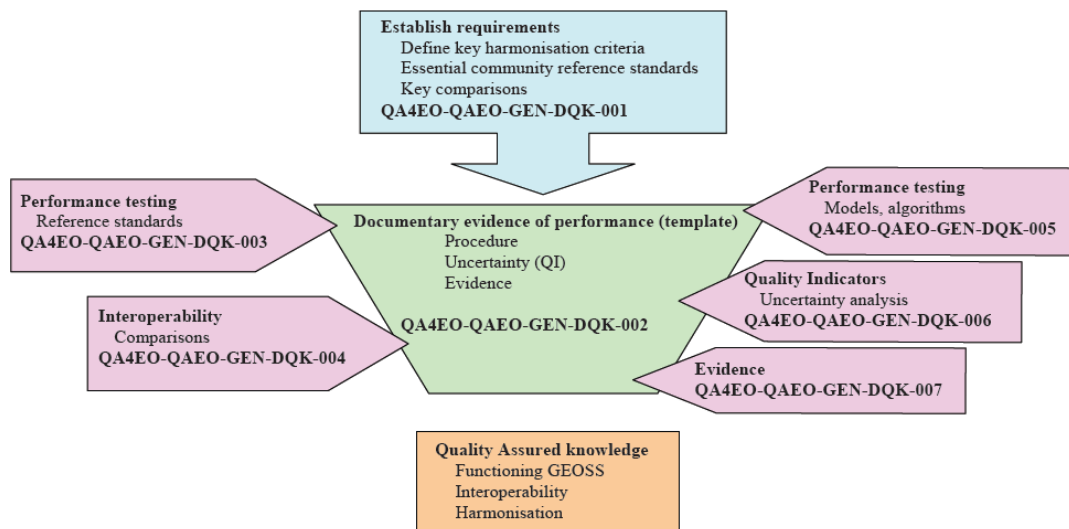 Establish requirements
Define key harmonisation criteria
Essential community reference standards
Key comparisons
QA4EO-QAEO-GEN-DQK-001
Performance testing
Reference standards
QA4EO-QAEO-GEN-DQK-003
Interoperability
Comparisons
QA4EO-QAEO-GEN-DQK-004
Documentary evidence of performance (template)
Procedure
Uncertainty (QI)
Evidence
QA4EO-QAEO-GEN-DQK-002
Performance testing
Models, algorithms
QA4EO-QAEO-GEN-DQK-005
Quality Indicators
Uncertainty analysis
QA4EO-QAEO-GEN-DQK-006
Evidence
QA4EO-QAEO-GEN-DQK-007
Quality Assured knowledge
Functioning GEOSS
Interoperability
Harmonisation